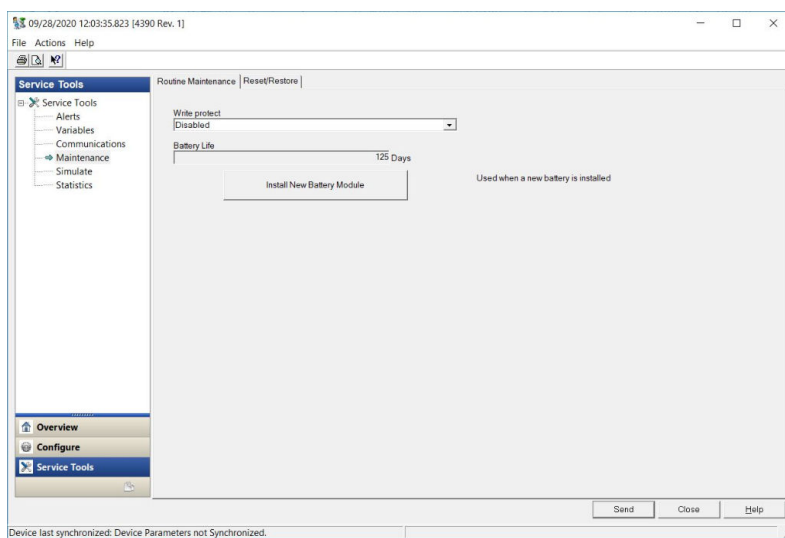 09/28/2020 12:03:35.823 [4390 Rev. 1]
File Actions Help
Service Tools
Service Tools
Alerts
Variables
Communications
Maintenance
Simulate
Statistics
Overview
Configure
Service Tools
Routine Maintenance Reset/Restore
Write protect
Disabled
Battery Life
125 Days
Install New Battery Module
Used when a new battery is installed
Send Close Help
Device last synchronized: Device Parameters not Synchronized.